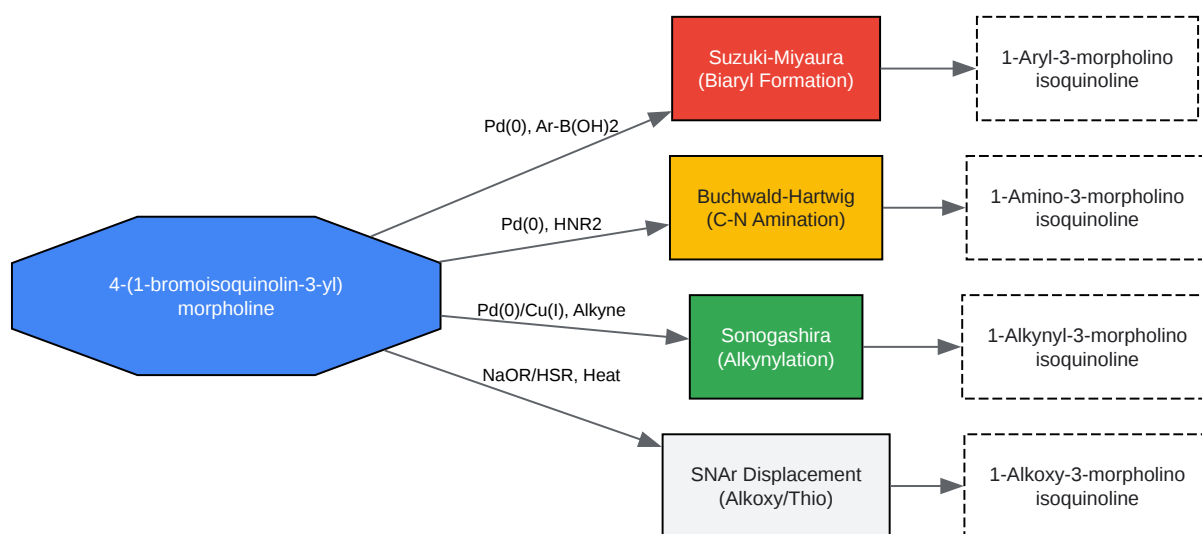 4-(1-bromoisoquinolin-3-yl)
morpholine
Pd(0), Ar-B(OH)2
Suzuki-Miyaura
(Biaryl Formation)
1-Aryl-3-morpholino
isoquinoline
Pd(0), HNR2
Buchwald-Hartwig
(C-N Amination)
1-Amino-3-morpholino
isoquinoline
Pd(0)/Cu(I), Alkyne
Sonogashira
(Alkynylation)
1-Alkynyl-3-morpholino
isoquinoline
NaOR/HSR, Heat
SNAr Displacement
(Alkoxy/Thio)
1-Alkoxy-3-morpholino
isoquinoline